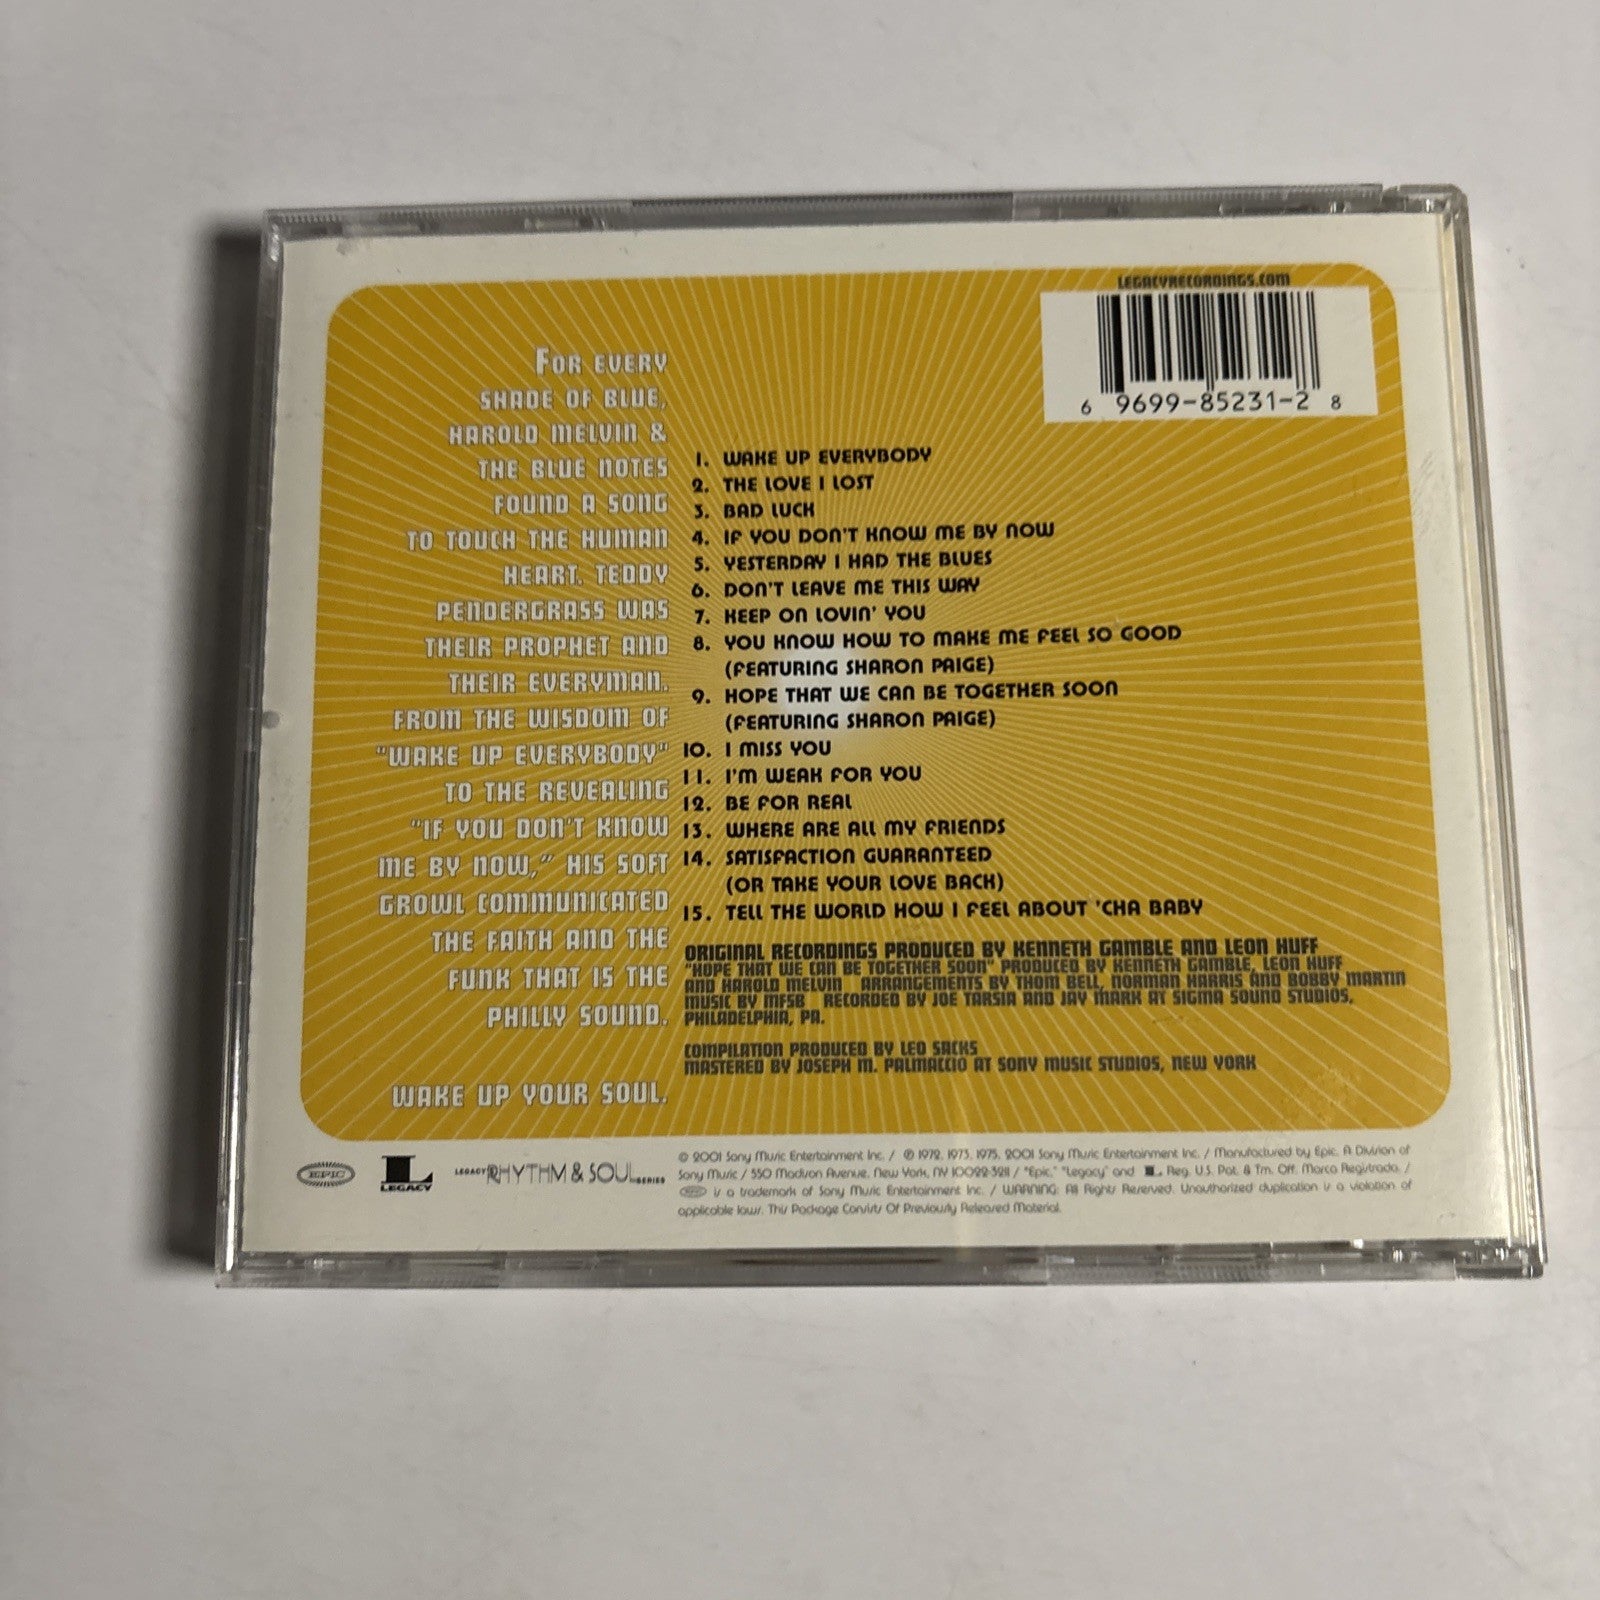 LEGACYRECORDINGS.COM
6 9699-85231-2 8
FOR EVERY
SHADE OF BLUE,
HAROLD MELVIN &
THE BLUE NOTES
FOUND A SONG
TO TOUCH THE HUMAN
HEART. TEDDY
PENDERGRASS WAS
THEIR PROPHET AND
THEIR EVERYMAN.
FROM THE WISDOM OF
"WAKE UP EVERYBODY"
TO THE REVEALING
"IF YOU DON'T KNOW
ME BY NOW," HIS SOFT
GROWL COMMUNICATED
THE FAITH AND THE
FUNK THAT IS THE
PHILLY SOUND.
WAKE UP YOUR SOUL.
1. WAKE UP EVERYBODY
2. THE LOVE I LOST
3. BAD LUCK
4. IF YOU DON'T KNOW ME BY NOW
5. YESTERDAY I HAD THE BLUES
6. DON'T LEAVE ME THIS WAY
7. KEEP ON LOVIN' YOU
8. YOU KNOW HOW TO MAKE ME FEEL SO GOOD
(FEATURING SHARON PAIGE)
9. HOPE THAT WE CAN BE TOGETHER SOON
(FEATURING SHARON PAIGE)
10. I MISS YOU
11. I'M WEAK FOR YOU
12. BE FOR REAL
13. WHERE ARE ALL MY FRIENDS
14. SATISFACTION GUARANTEED
(OR TAKE YOUR LOVE BACK)
15. TELL THE WORLD HOW I FEEL ABOUT 'CHA BABY
ORIGINAL RECORDINGS PRODUCED BY KENNETH GAMBLE AND LEON HUFF
"HOPE THAT WE CAN BE TOGETHER SOON" PRODUCED BY KENNETH GAMBLE, LEON HUFF
AND HAROLD MELVIN ARRANGEMENTS BY THOM BELL, NORMAN HARRIS AND BOBBY MARTIN
MUSIC BY MFSB RECORDED BY JOE TARSIA AND JAY MARK AT SIGMA SOUND STUDIOS,
PHILADELPHIA, PA.
COMPILATION PRODUCED BY LEO SACKS
MASTERED BY JOSEPH M. PALMACCIO AT SONY MUSIC STUDIOS, NEW YORK
EPIC
L
LEGACY
LEGACY RHYTHM & SOUL SERIES
© 2001 Sony Music Entertainment Inc. / ℗ 1972, 1973, 1975, 2001 Sony Music Entertainment Inc. / Manufactured by Epic, A Division of
Sony Music / 550 Madison Avenue, New York, NY 10022-3211 / "Epic," "Legacy" and L Reg. U.S. Pat. & Tm. Off. Marca Registrada. /
EPIC is a trademark of Sony Music Entertainment Inc. / WARNING: All Rights Reserved. Unauthorized duplication is a violation of
applicable laws. This Package Consists Of Previously Released Material.